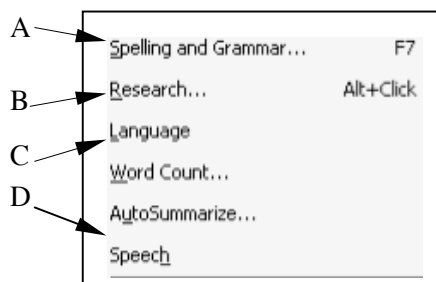 A
Spelling and Grammar... F7
B
Research... Alt+Click
Language
C
Word Count...
D
AutoSummarize...
Speech